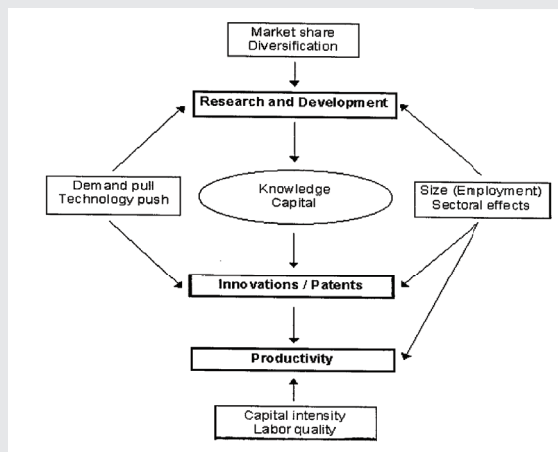 Market share
Diversification
Research and Development
Demand pull
Technology push
Knowledge
Capital
Size (Employment)
Sectoral effects
Innovations / Patents
Productivity
Capital intensity
Labor quality